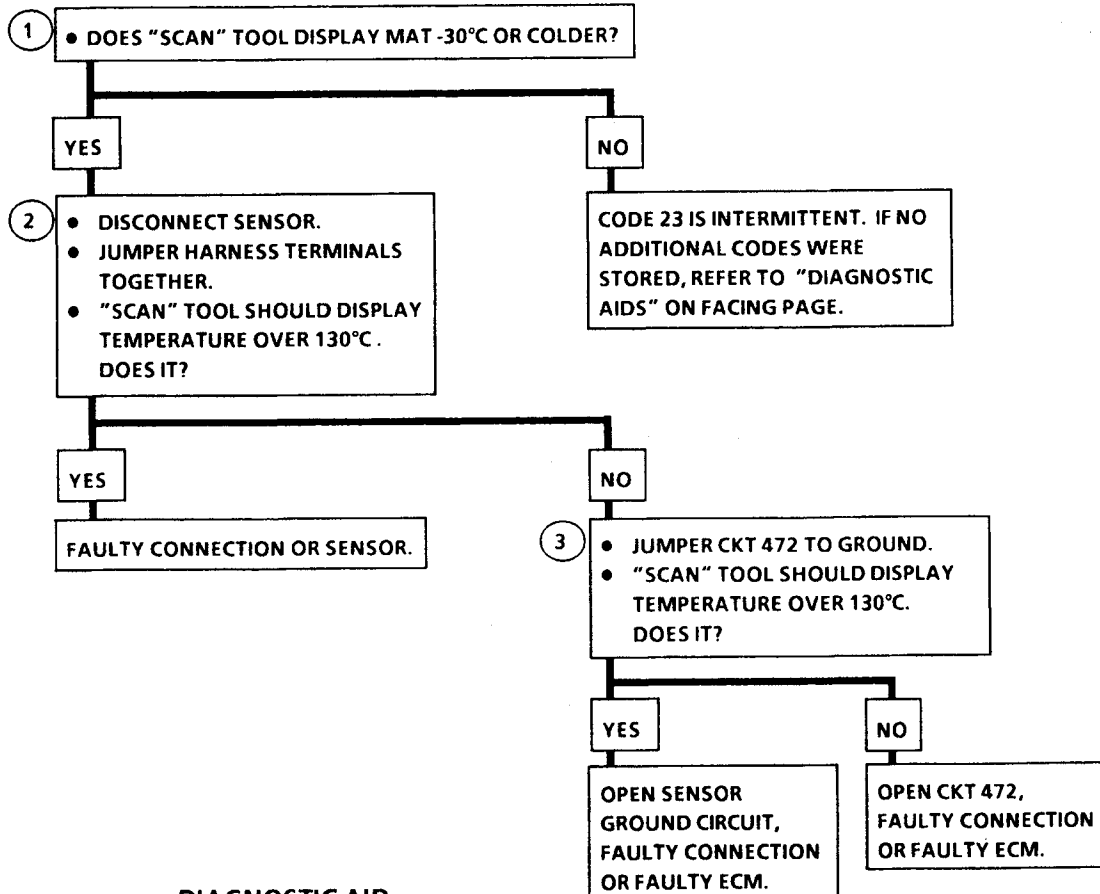 1
● DOES "SCAN" TOOL DISPLAY MAT -30°C OR COLDER?
YES
NO
2
● DISCONNECT SENSOR.
● JUMPER HARNESS TERMINALS
TOGETHER.
● "SCAN" TOOL SHOULD DISPLAY
TEMPERATURE OVER 130°C.
DOES IT?
CODE 23 IS INTERMITTENT. IF NO
ADDITIONAL CODES WERE
STORED, REFER TO "DIAGNOSTIC
AIDS" ON FACING PAGE.
YES
NO
FAULTY CONNECTION OR SENSOR.
3
● JUMPER CKT 472 TO GROUND.
● "SCAN" TOOL SHOULD DISPLAY
TEMPERATURE OVER 130°C.
DOES IT?
YES
NO
OPEN SENSOR
GROUND CIRCUIT,
FAULTY CONNECTION
OR FAULTY ECM.
OPEN CKT 472,
FAULTY CONNECTION
OR FAULTY ECM.
DIAGNOSTIC AID